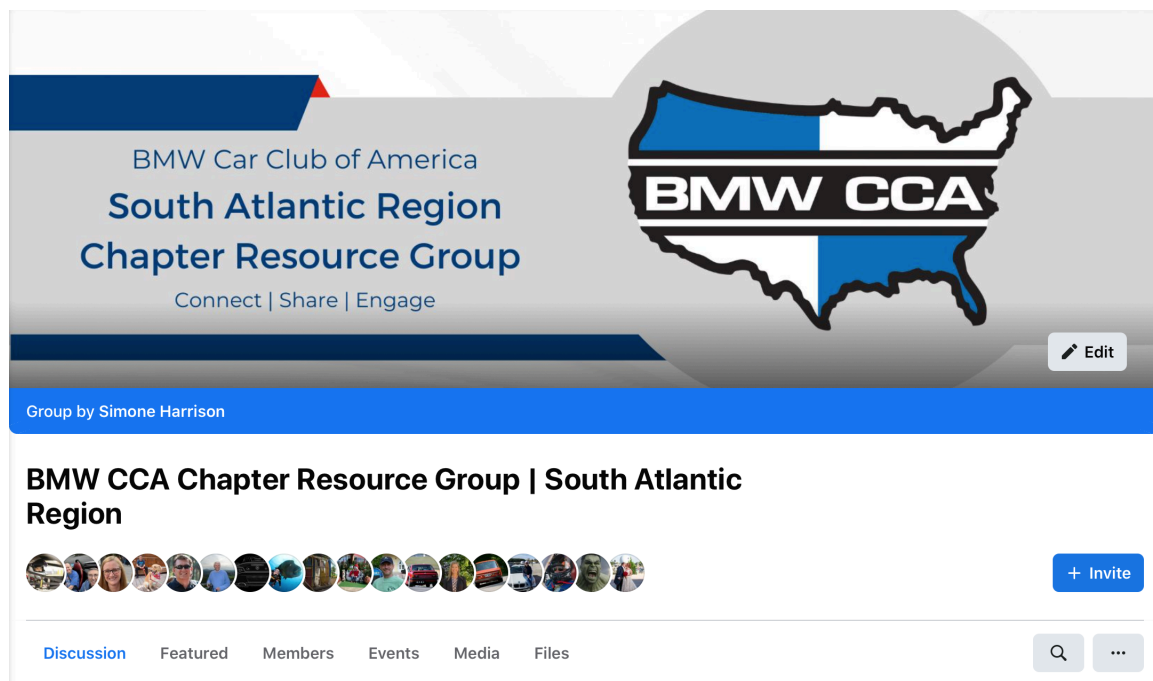 BMW Car Club of America
South Atlantic Region
Chapter Resource Group
Connect | Share | Engage
BMW CCA
Edit
Group by Simone Harrison
BMW CCA Chapter Resource Group | South Atlantic
Region
+ Invite
Discussion Featured Members Events Media Files